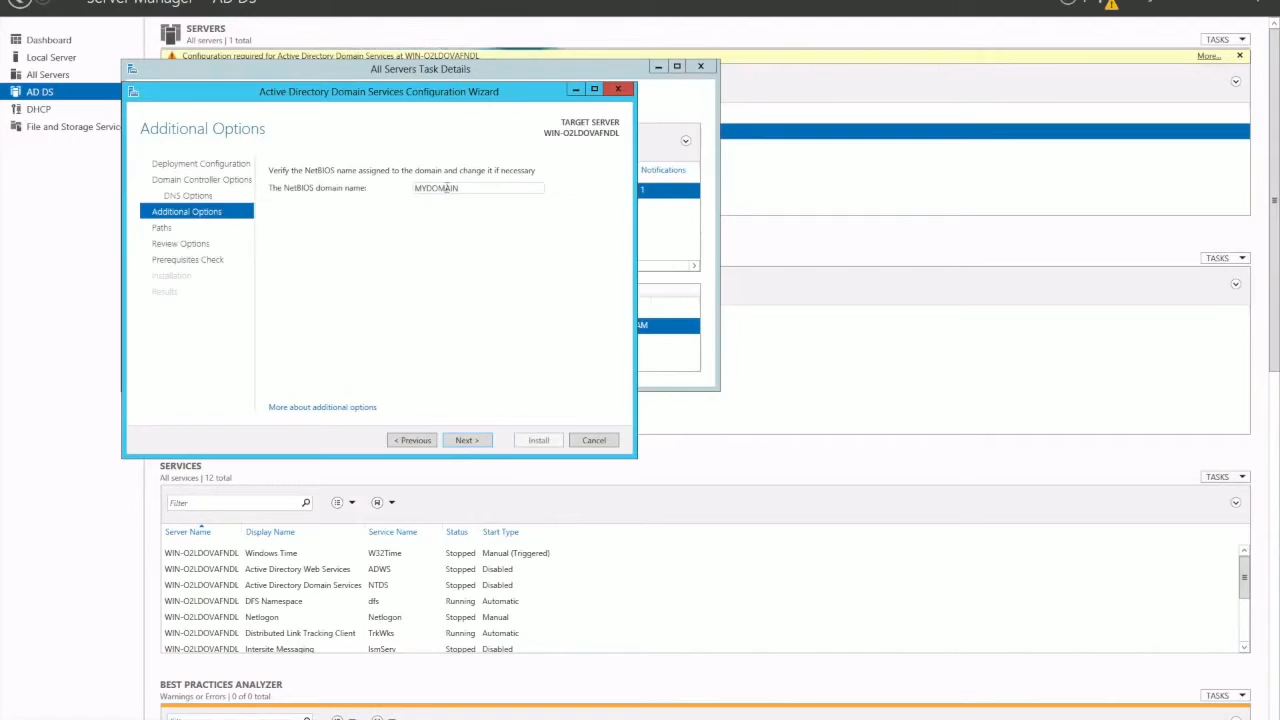 Server Manager
AD DS
Dashboard
Local Server
All Servers
AD DS
DHCP
File and Storage Servic
SERVERS
All servers | 1 total
TASKS
Configuration required for Active Directory Domain Services at WIN-O2LDOVAFNDL
More...
All Servers Task Details
Active Directory Domain Services Configuration Wizard
Additional Options
TARGET SERVER
WIN-O2LDOVAFNDL
Deployment Configuration
Domain Controller Options
DNS Options
Additional Options
Paths
Review Options
Prerequisites Check
Installation
Results
Verify the NetBIOS name assigned to the domain and change it if necessary
The NetBIOS domain name: MYDOMAIN
More about additional options
< Previous Next > Install Cancel
Notifications
1
AM
TASKS
SERVICES
All services | 12 total
TASKS
Filter
Server Name Display Name Service Name Status Start Type
WIN-O2LDOVAFNDL Windows Time W32Time Stopped Manual (Triggered)
WIN-O2LDOVAFNDL Active Directory Web Services ADWS Stopped Disabled
WIN-O2LDOVAFNDL Active Directory Domain Services NTDS Stopped Disabled
WIN-O2LDOVAFNDL DFS Namespace dfs Running Automatic
WIN-O2LDOVAFNDL Netlogon Netlogon Stopped Manual
WIN-O2LDOVAFNDL Distributed Link Tracking Client TrkWks Running Automatic
WIN-O2LDOVAFNDL Intersite Messaging IsmServ Stopped Disabled
BEST PRACTICES ANALYZER
Warnings or Errors | 0 of 0 total
TASKS